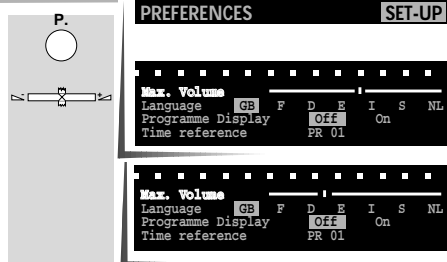 P.
PREFERENCES SET-UP
- +
Max. Volume
Language GB F D E I S NL
Programme Display Off On
Time reference PR 01
Max. Volume
Language GB F D E I S NL
Programme Display Off On
Time reference PR 01